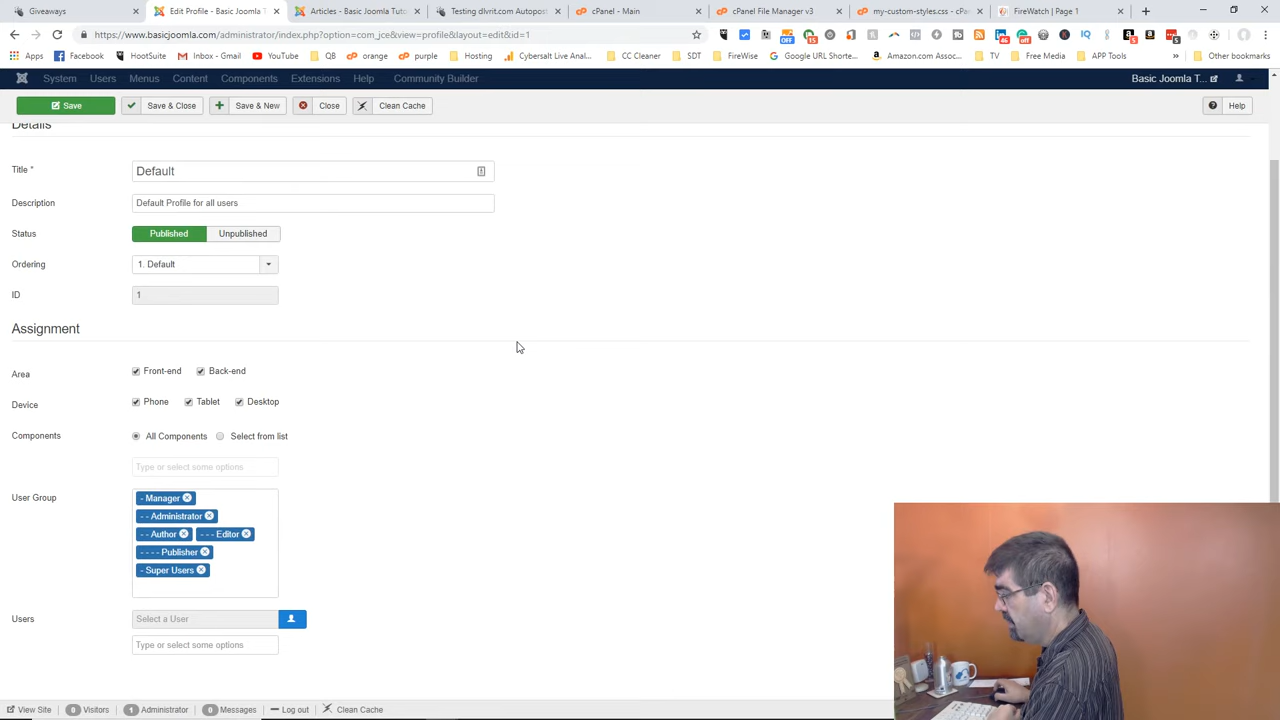 Giveaways
Edit Profile - Basic Joomla T
Articles - Basic Joomla Tuto
Testing dlvrit.com Autopost
cPanel - Main
cPanel File Manager v3
my-custom-styles.css - cPa
FireWatch | Page 1
https://www.basicjoomla.com/administrator/index.php?option=com_jce&view=profile&layout=edit&id=1
Apps
Facebook
HootSuite
Inbox - Gmail
YouTube
QB
orange
purple
Hosting
Cybersalt Live Anal...
CC Cleaner
SDT
FireWise
Google URL Shorte...
Amazon.com Assoc...
TV
Free Media
APP Tools
Other bookmarks
System Users Menus Content Components Extensions Help Community Builder
Basic Joomla T...
Save
Save & Close
Save & New
Close
Clean Cache
Help
Details
Title *
Default
Description
Default Profile for all users
Status
Published
Unpublished
Ordering
1. Default
ID
1
Assignment
Area
Front-end
Back-end
Device
Phone
Tablet
Desktop
Components
All Components
Select from list
Type or select some options
User Group
- Manager
- - Administrator
- - Author
- - - Editor
- - - - Publisher
- Super Users
Users
Select a User
Type or select some options
View Site
0 Visitors
1 Administrator
0 Messages
Log out
Clean Cache